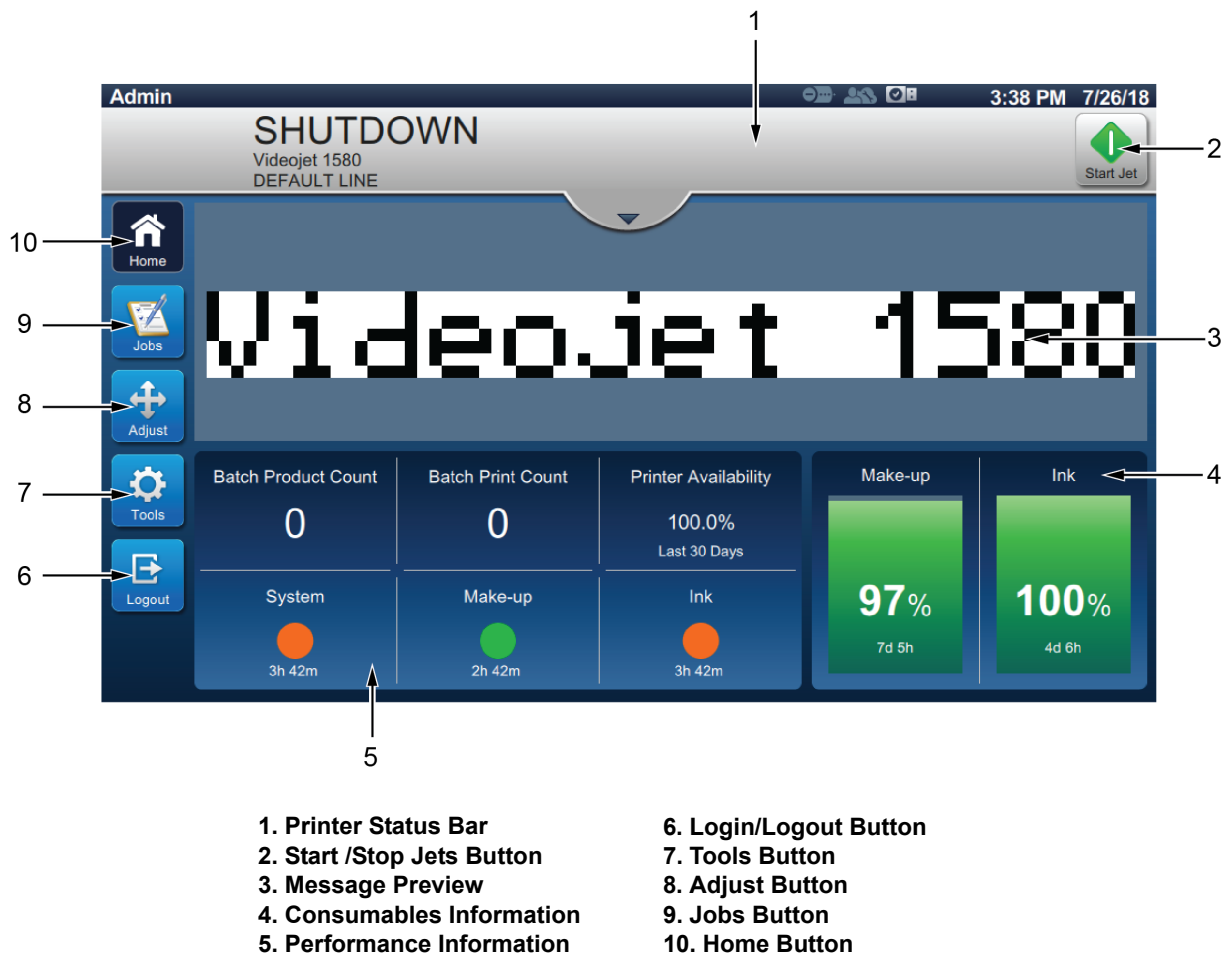 1
Admin
3:38 PM 7/26/18
SHUTDOWN
Videojet 1580
DEFAULT LINE
Start Jet
2
10
Home
9
Jobs
Videojet 1580
3
8
Adjust
7
Tools
6
Logout
Batch Product Count
0
Batch Print Count
0
Printer Availability
100.0%
Last 30 Days
System
3h 42m
Make-up
2h 42m
Ink
3h 42m
Make-up
97%
7d 5h
Ink
100%
4d 6h
4
5
1. Printer Status Bar
2. Start /Stop Jets Button
3. Message Preview
4. Consumables Information
5. Performance Information
6. Login/Logout Button
7. Tools Button
8. Adjust Button
9. Jobs Button
10. Home Button